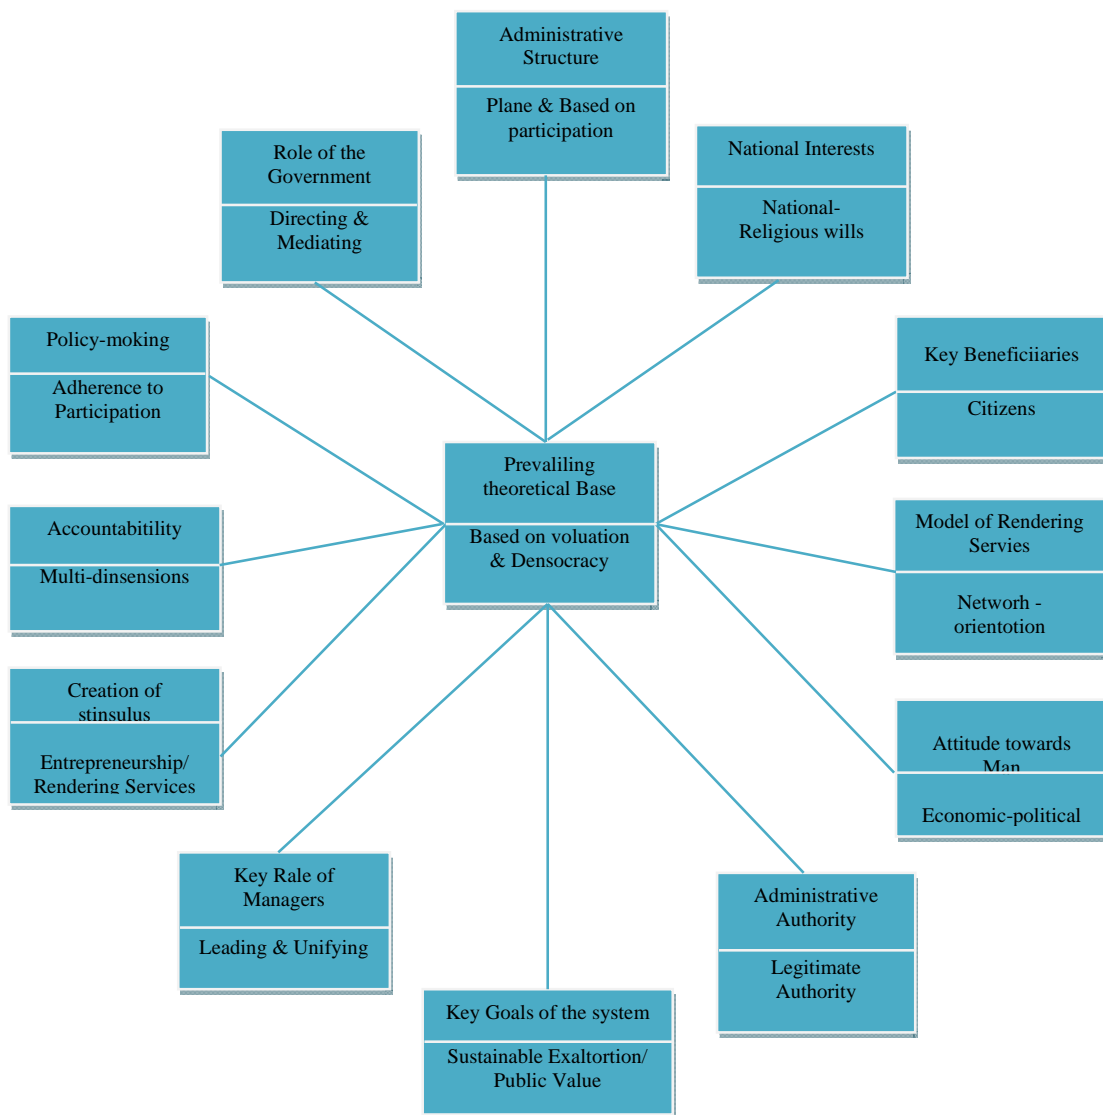 Administrative
Structure
Plane & Based on
participation
Role of the
Government
Directing &
Mediating
National Interests
National-
Religious wills
Policy-moking
Adherence to
Participation
Key Beneficiiaries
Citizens
Prevaliling
theoretical Base
Based on voluation
& Densocracy
Accountabitility
Multi-dinsensions
Model of Rendering
Servies
Networh -
orientotion
Creation of
stinsulus
Entrepreneurship/
Rendering Services
Attitude towards
Man
Economic-political
Key Rale of
Managers
Leading & Unifying
Administrative
Authority
Legitimate
Authority
Key Goals of the system
Sustainable Exaltortion/
Public Value